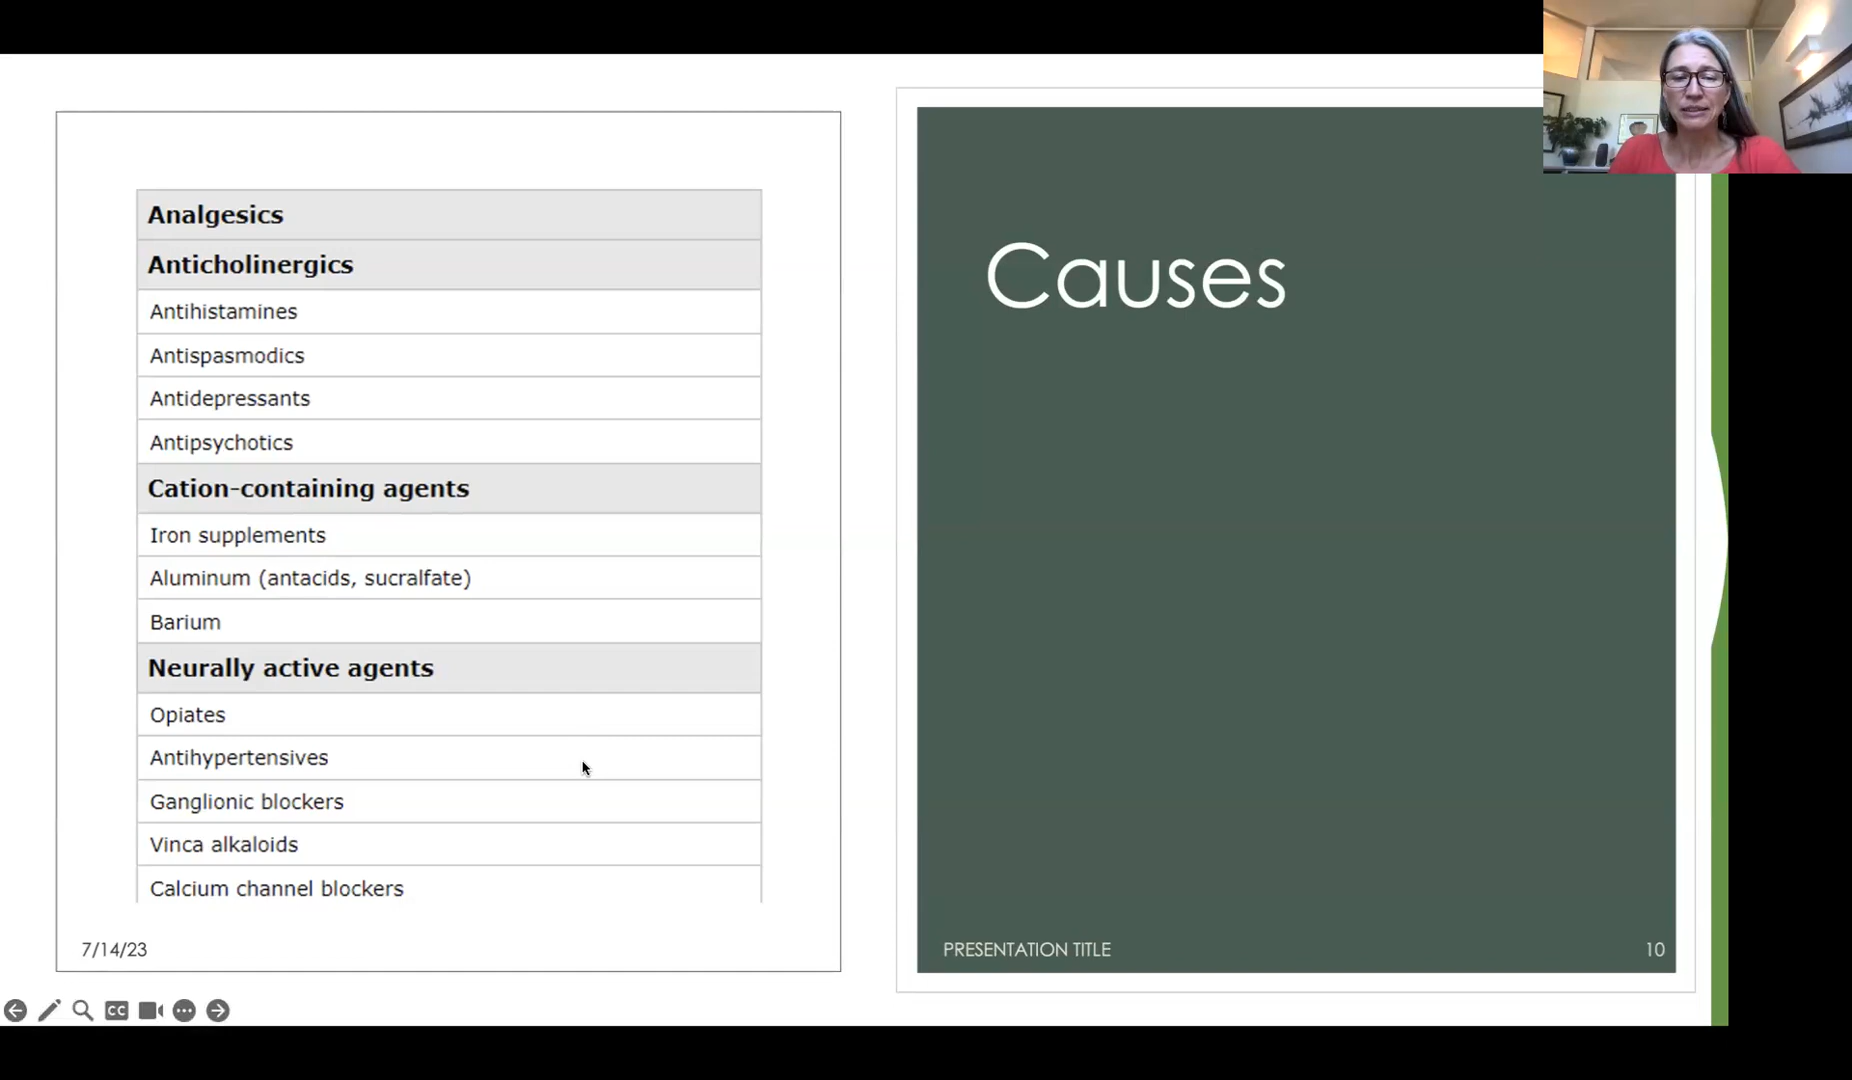 Analgesics
Anticholinergics
Antihistamines
Antispasmodics
Antidepressants
Antipsychotics
Cation-containing agents
Iron supplements
Aluminum (antacids, sucralfate)
Barium
Neurally active agents
Opiates
Antihypertensives
Ganglionic blockers
Vinca alkaloids
Calcium channel blockers
7/14/23
Causes
PRESENTATION TITLE
10
CC